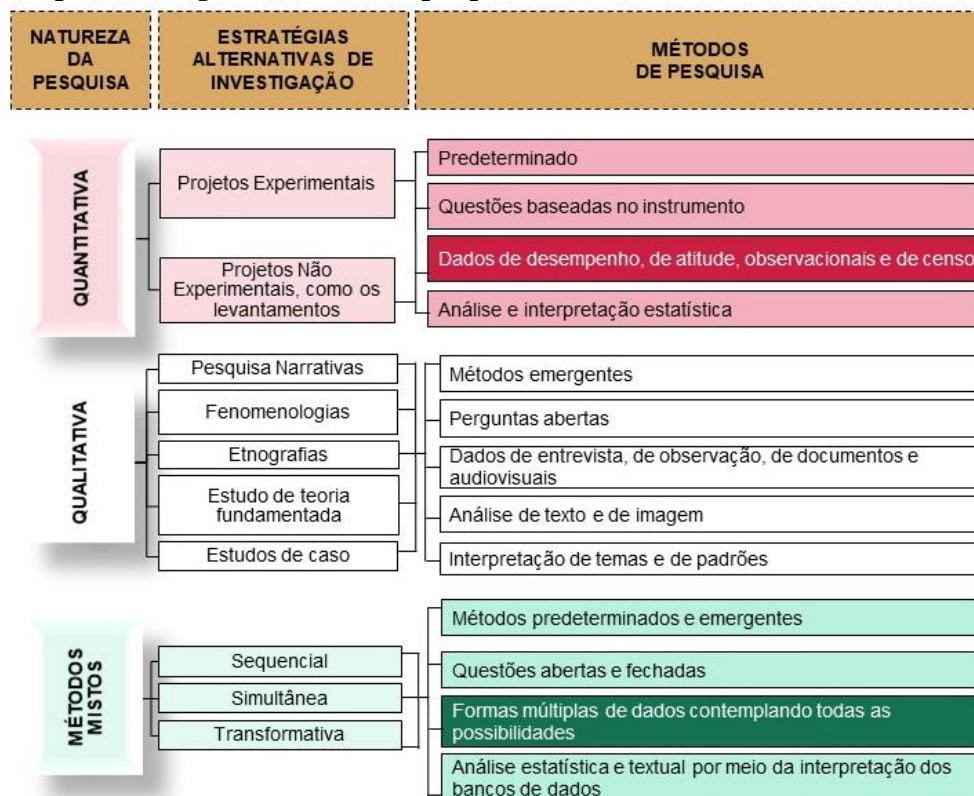 NATUREZA
DA
PESQUISA
ESTRATÉGIAS
ALTERNATIVAS DE
INVESTIGAÇÃO
MÉTODOS
DE PESQUISA
QUANTITATIVA
Projetos Experimentais
Projetos Não
Experimentais, como os
levantamentos
Predeterminado
Questões baseadas no instrumento
Dados de desempenho, de atitude, observacionais e de censo
Análise e interpretação estatística
QUALITATIVA
Pesquisa Narrativas
Fenomenologias
Etnografias
Estudo de teoria
fundamentada
Estudos de caso
Métodos emergentes
Perguntas abertas
Dados de entrevista, de observação, de documentos e
audiovisuais
Análise de texto e de imagem
Interpretação de temas e de padrões
MÉTODOS
MISTOS
Sequencial
Simultânea
Transformativa
Métodos predeterminados e emergentes
Questões abertas e fechadas
Formas múltiplas de dados contemplando todas as
possibilidades
Análise estatística e textual por meio da interpretação dos
bancos de dados